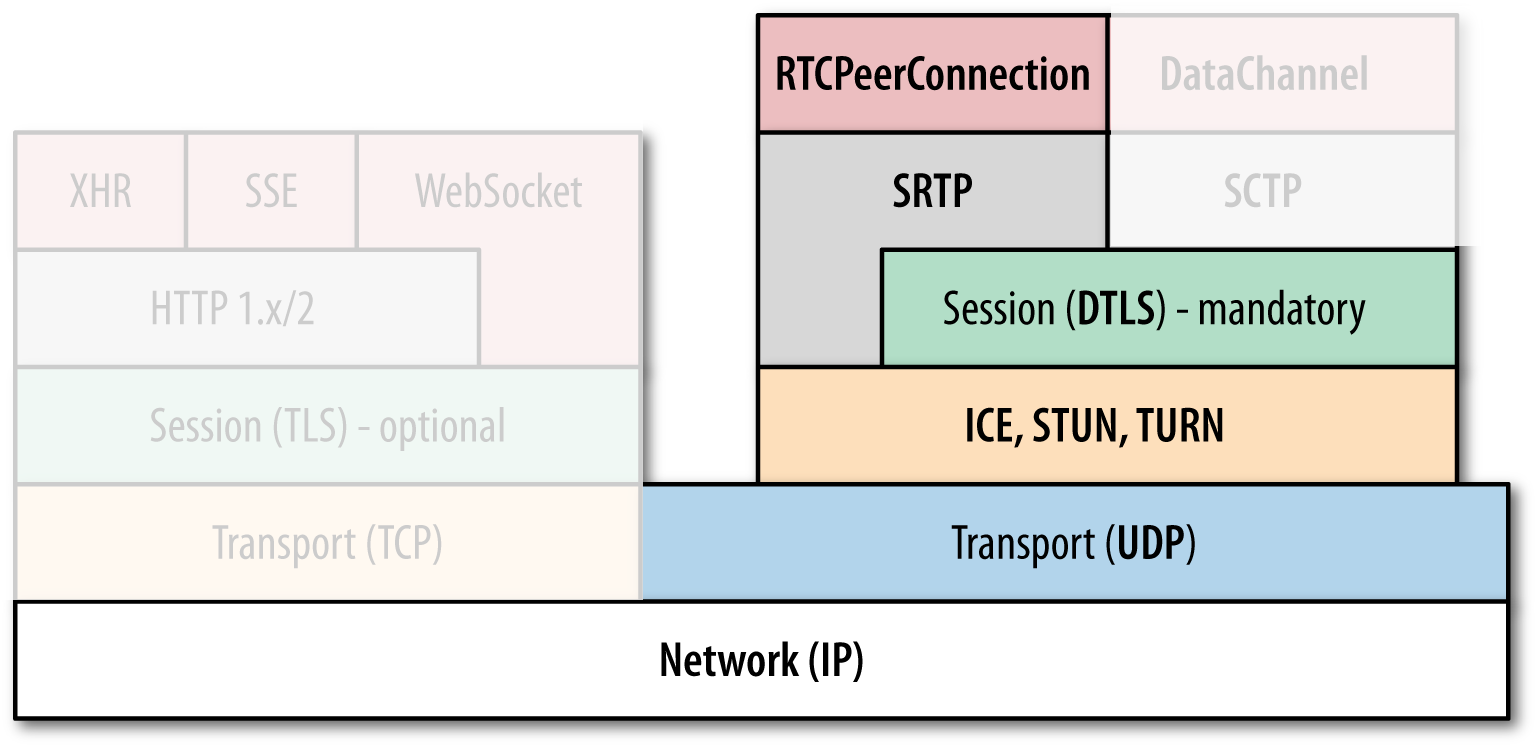 RTCPeerConnection
DataChannel
XHR
SSE
WebSocket
SRTP
SCTP
HTTP 1.x/2
Session (DTLS) - mandatory
Session (TLS) - optional
ICE, STUN, TURN
Transport (TCP)
Transport (UDP)
Network (IP)